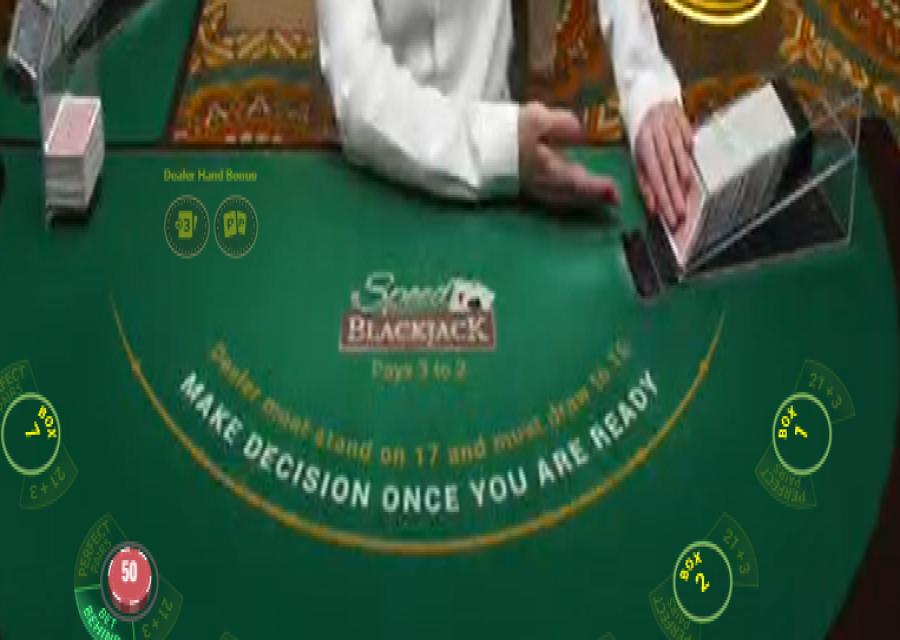 Dealer Hand Bonus
Speed
BLACKJACK
Pays 3 to 2
Dealer must stand on 17 and must draw to 16
MAKE DECISION ONCE YOU ARE READY
PERFECT
PAIRS
BOX
7
21+3
21+3
BOX
1
PERFECT
PAIRS
PERFECT
PAIRS
50
21+3
BET
BEHIND
21+3
BOX
2
PERFECT
PAIRS